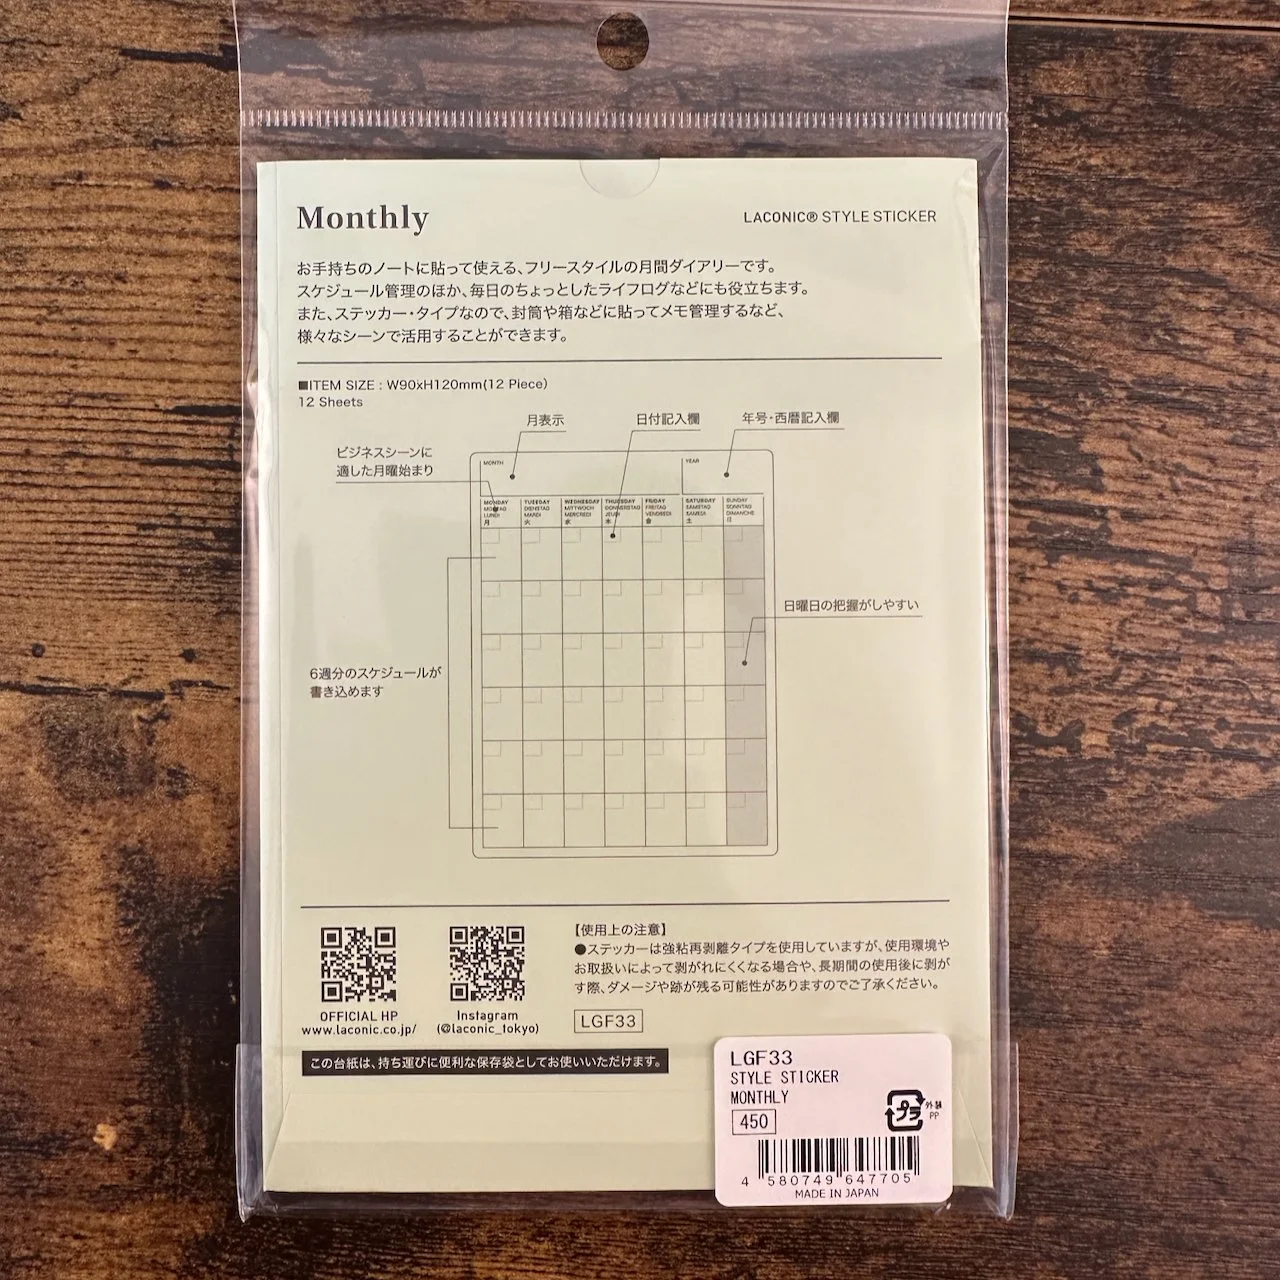 Monthly
LACONIC® STYLE STICKER
お手持ちのノートに貼って使える、フリースタイルの月間ダイアリーです。
スケジュール管理のほか、毎日のちょっとしたライフログなどにも役立ちます。
また、ステッカー・タイプなので、封筒や箱などに貼ってメモ管理するなど、
様々なシーンで活用することができます。
■ITEM SIZE : W90xH120mm(12 Piece)
12 Sheets
月表示
日付記入欄
年号・西暦記入欄
ビジネスシーンに
適した月曜始まり
MONTH
YEAR
MONDAY TUESDAY WEDNESDAY THURSDAY FRIDAY SATURDAY SUNDAY
MONTAG DIENSTAG MITTWOCH DONNERSTAG FREITAG SAMSTAG SONNTAG
LUNDI MARDI MERCREDI JEUDI VENDREDI SAMEDI DIMANCHE
月 火 水 木 金 土 日
日曜日の把握がしやすい
6週分のスケジュールが
書き込めます
OFFICIAL HP
www.laconic.co.jp/
Instagram
(@laconic_tokyo)
【使用上の注意】
●ステッカーは強粘再剥離タイプを使用していますが、使用環境や
お取扱いによって剥がれにくくなる場合や、長期間の使用後に剥が
す際、ダメージや跡が残る可能性がありますのでご了承ください。
LGF33
この台紙は、持ち運びに便利な保存袋としてお使いいただけます。
LGF33
STYLE STICKER
MONTHLY
450
プラ
外装
PP
4 580749 647705
MADE IN JAPAN